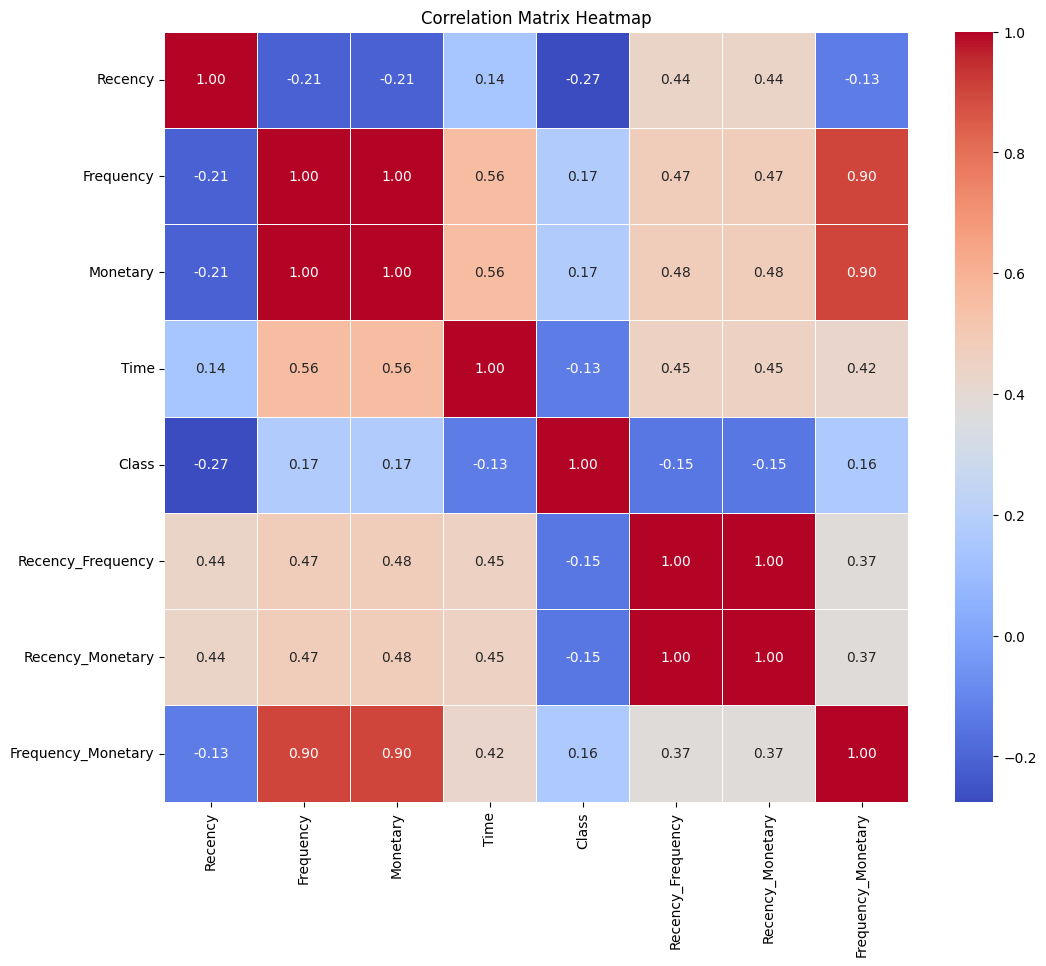 Correlation Matrix Heatmap
Recency 1.00 -0.21 -0.21 0.14 -0.27 0.44 0.44 -0.13
Frequency -0.21 1.00 1.00 0.56 0.17 0.47 0.47 0.90
Monetary -0.21 1.00 1.00 0.56 0.17 0.48 0.48 0.90
Time 0.14 0.56 0.56 1.00 -0.13 0.45 0.45 0.42
Class -0.27 0.17 0.17 -0.13 1.00 -0.15 -0.15 0.16
Recency_Frequency 0.44 0.47 0.48 0.45 -0.15 1.00 1.00 0.37
Recency_Monetary 0.44 0.47 0.48 0.45 -0.15 1.00 1.00 0.37
Frequency_Monetary -0.13 0.90 0.90 0.42 0.16 0.37 0.37 1.00
Recency
Frequency
Monetary
Time
Class
Recency_Frequency
Recency_Monetary
Frequency_Monetary
1.0
0.8
0.6
0.4
0.2
0.0
−0.2